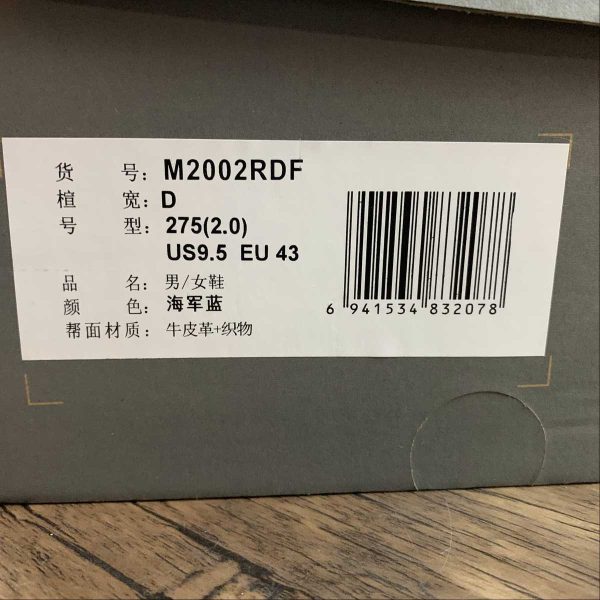 货 号: M2002RDF
楦 宽: D
号 型: 275(2.0)
US9.5 EU 43
品 名: 男/女鞋
颜 色: 海军蓝
帮面材质: 牛皮革+织物
6 941534 832078